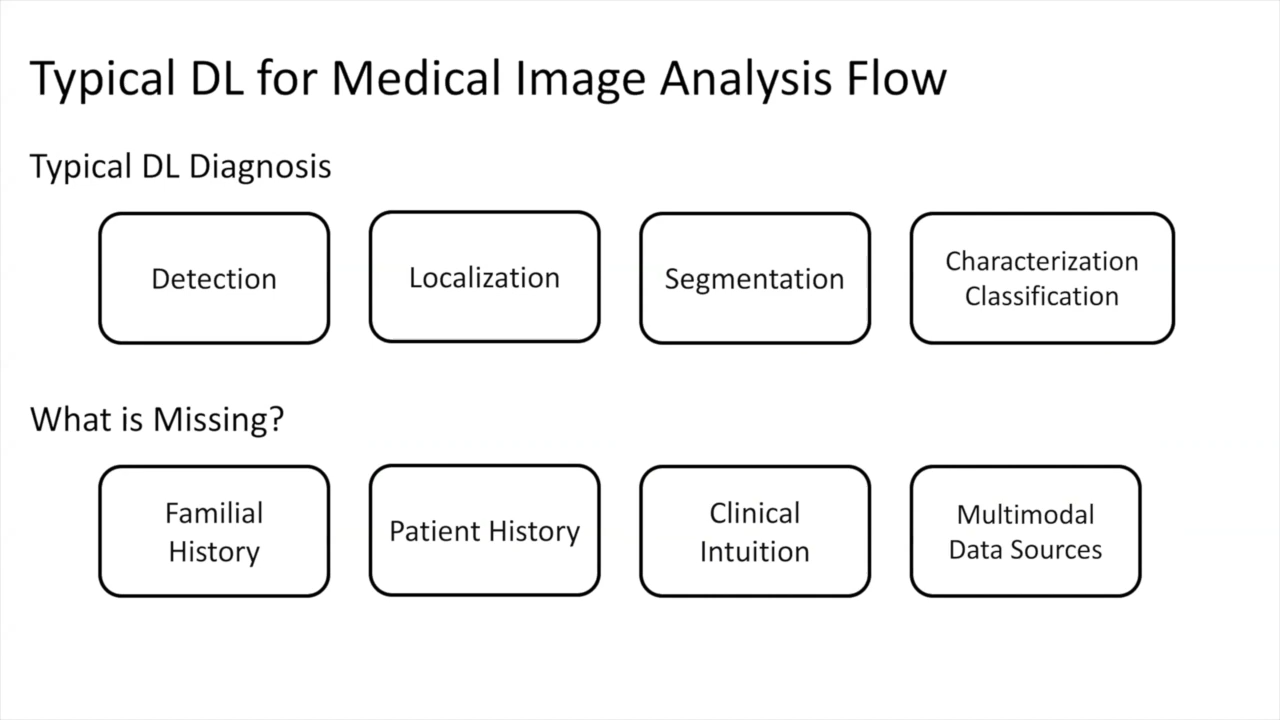 Typical DL for Medical Image Analysis Flow
Typical DL Diagnosis
Detection
Localization
Segmentation
Characterization
Classification
What is Missing?
Familial
History
Patient History
Clinical
Intuition
Multimodal
Data Sources